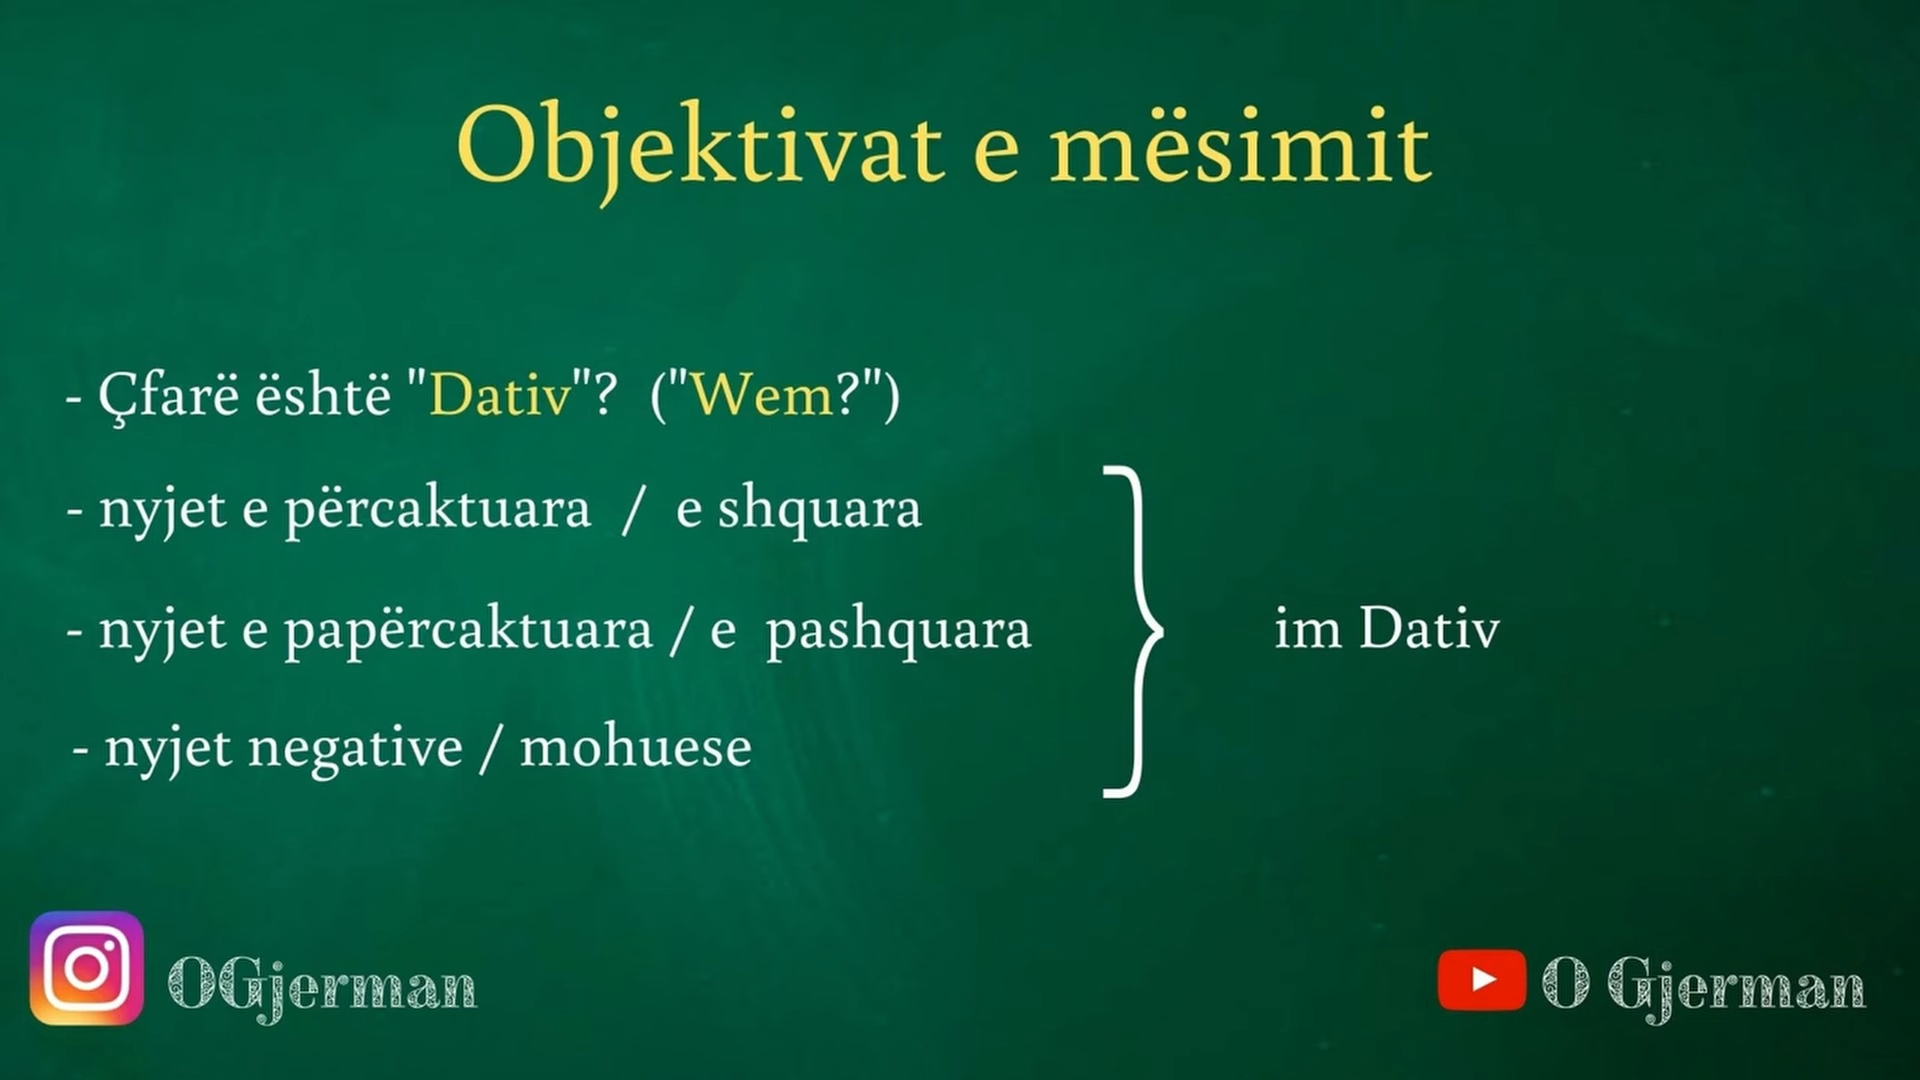 Objektivat e mësimit
- Çfarë është "Dativ"? ("Wem?")
- nyjet e përcaktuara / e shquara
- nyjet e papërcaktuara / e pashquara
im Dativ
- nyjet negative / mohuese
OGjerman
O Gjerman